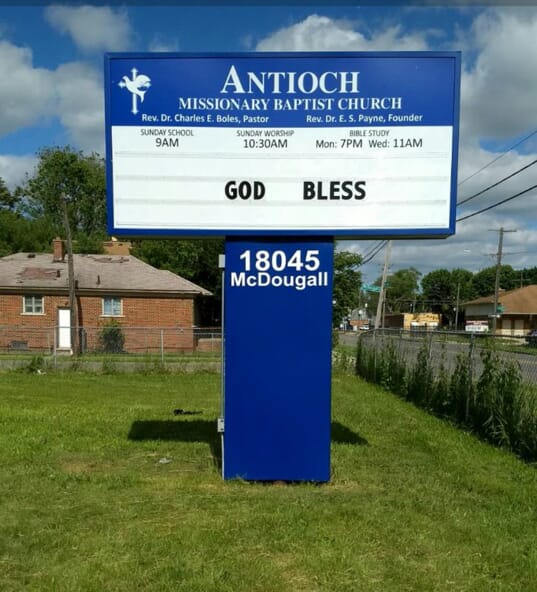 ANTIOCH
MISSIONARY BAPTIST CHURCH
Rev. Dr. Charles E. Boles, Pastor Rev. Dr. E. S. Payne, Founder
SUNDAY SCHOOL SUNDAY WORSHIP BIBLE STUDY
9AM 10:30AM Mon: 7PM Wed: 11AM
GOD BLESS
18045
McDougall